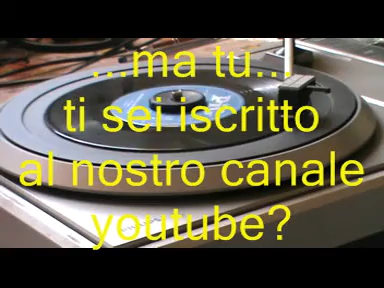 ...ma tu...
ti sei iscritto
al nostro canale
youtube?